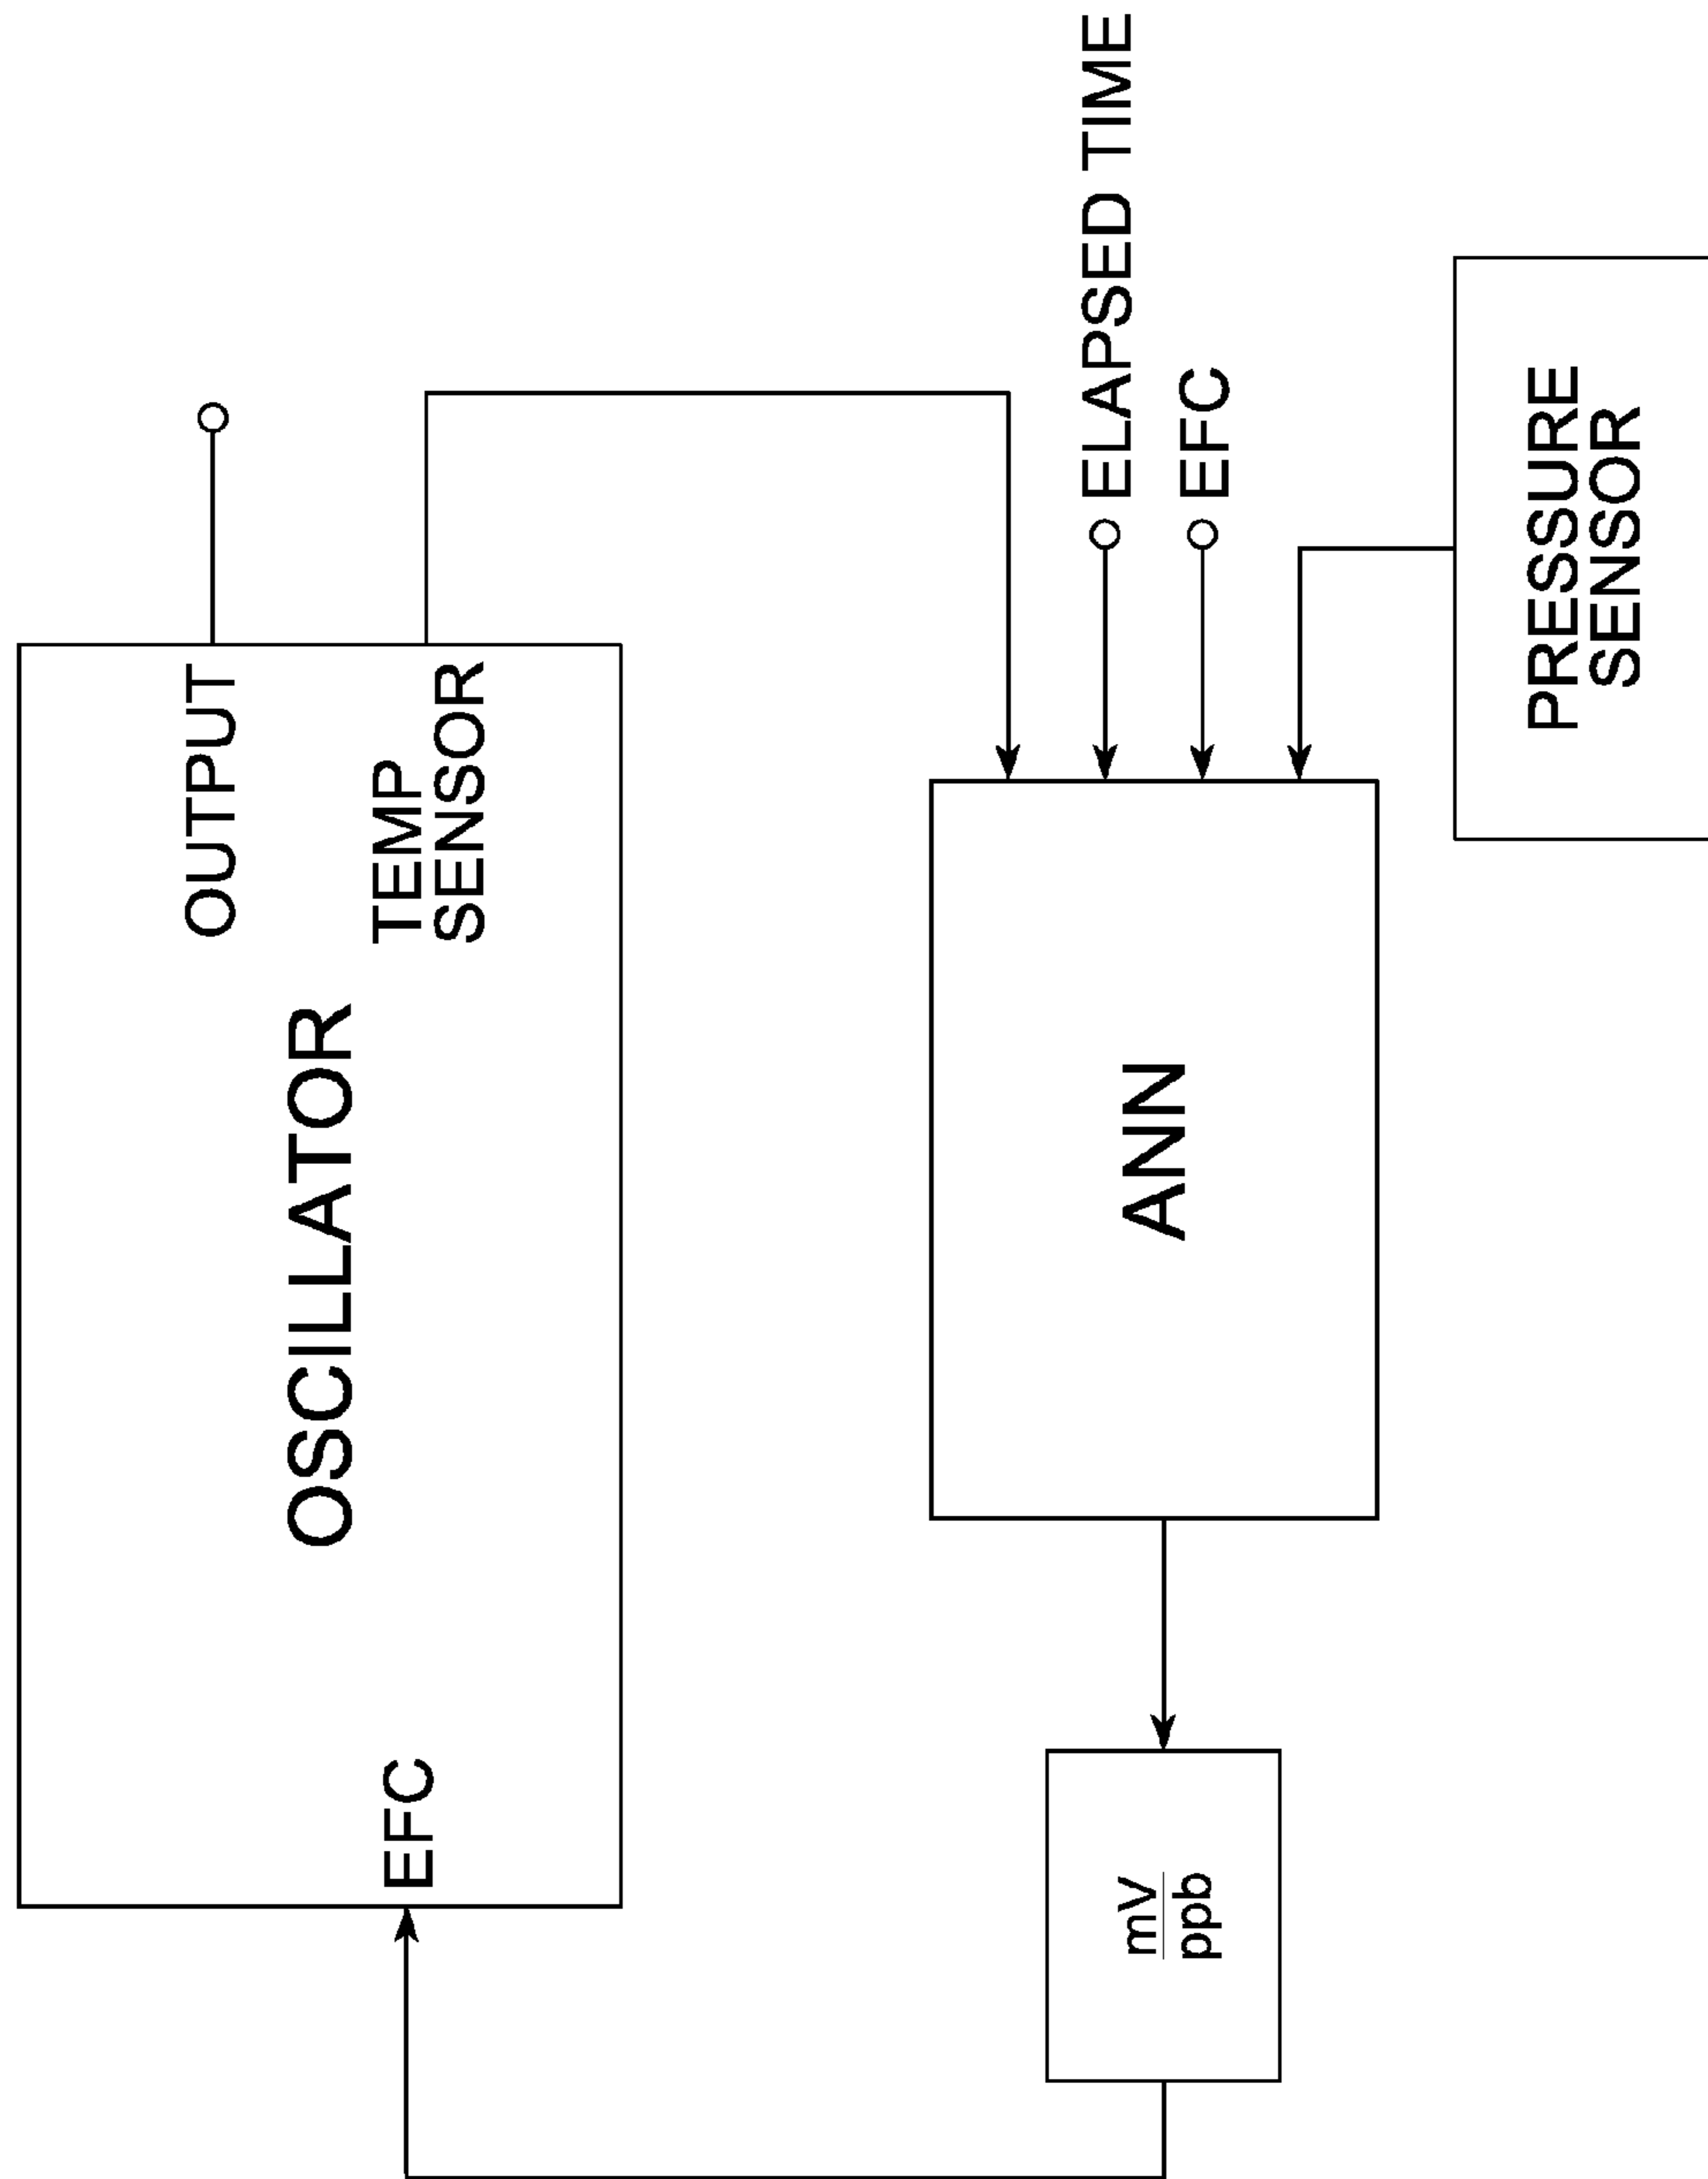 OUTPUT
OSCILLATOR
TEMP
SENSOR
EFC
ELAPSED TIME
EFC
ANN
mV
ppb
PRESSURE
SENSOR